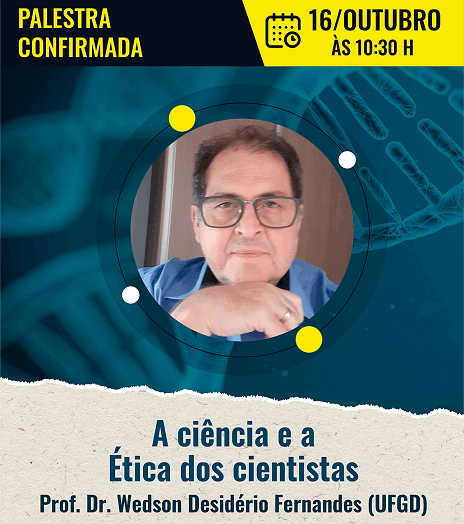 PALESTRA
CONFIRMADA
16/OUTUBRO
ÀS 10:30 H
A ciência e a
Ética dos cientistas
Prof. Dr. Wedson Desidério Fernandes (UFGD)